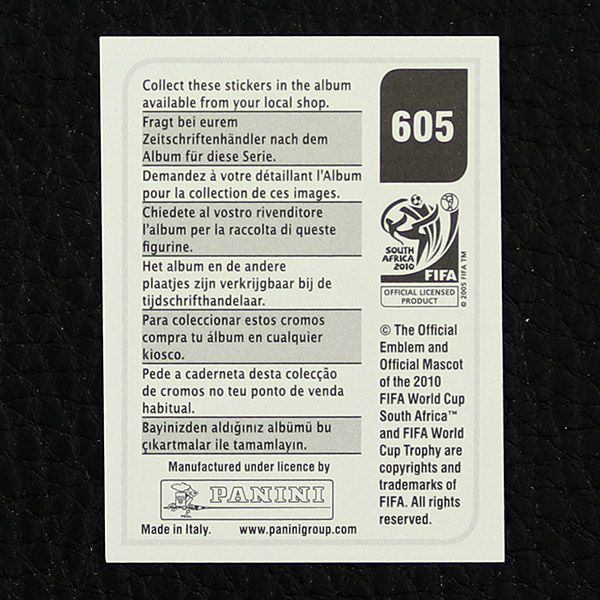 Collect these stickers in the album
available from your local shop.
Fragt bei eurem
Zeitschriftenhändler nach dem
Album für diese Serie.
Demandez à votre détaillant l'Album
pour la collection de ces images.
Chiedete al vostro rivenditore
l'album per la raccolta di queste
figurine.
Het album en de andere
plaatjes zijn verkrijgbaar bij de
tijdschrifthandelaar.
Para coleccionar estos cromos
compra tu álbum en cualquier
kiosco.
Pede a caderneta desta colecção
de cromos no teu ponto de venda
habitual.
Bayinizden aldığınız albümü bu
çıkartmalar ile tamamlayın.
Manufactured under licence by
PANINI
Made in Italy. www.paninigroup.com
605
SOUTH
AFRICA
2010
FIFA
OFFICIAL LICENSED
PRODUCT
© 2005 FIFA TM
© The Official
Emblem and
Official Mascot
of the 2010
FIFA World Cup
South Africa™
and FIFA World
Cup Trophy are
copyrights and
trademarks of
FIFA. All rights
reserved.